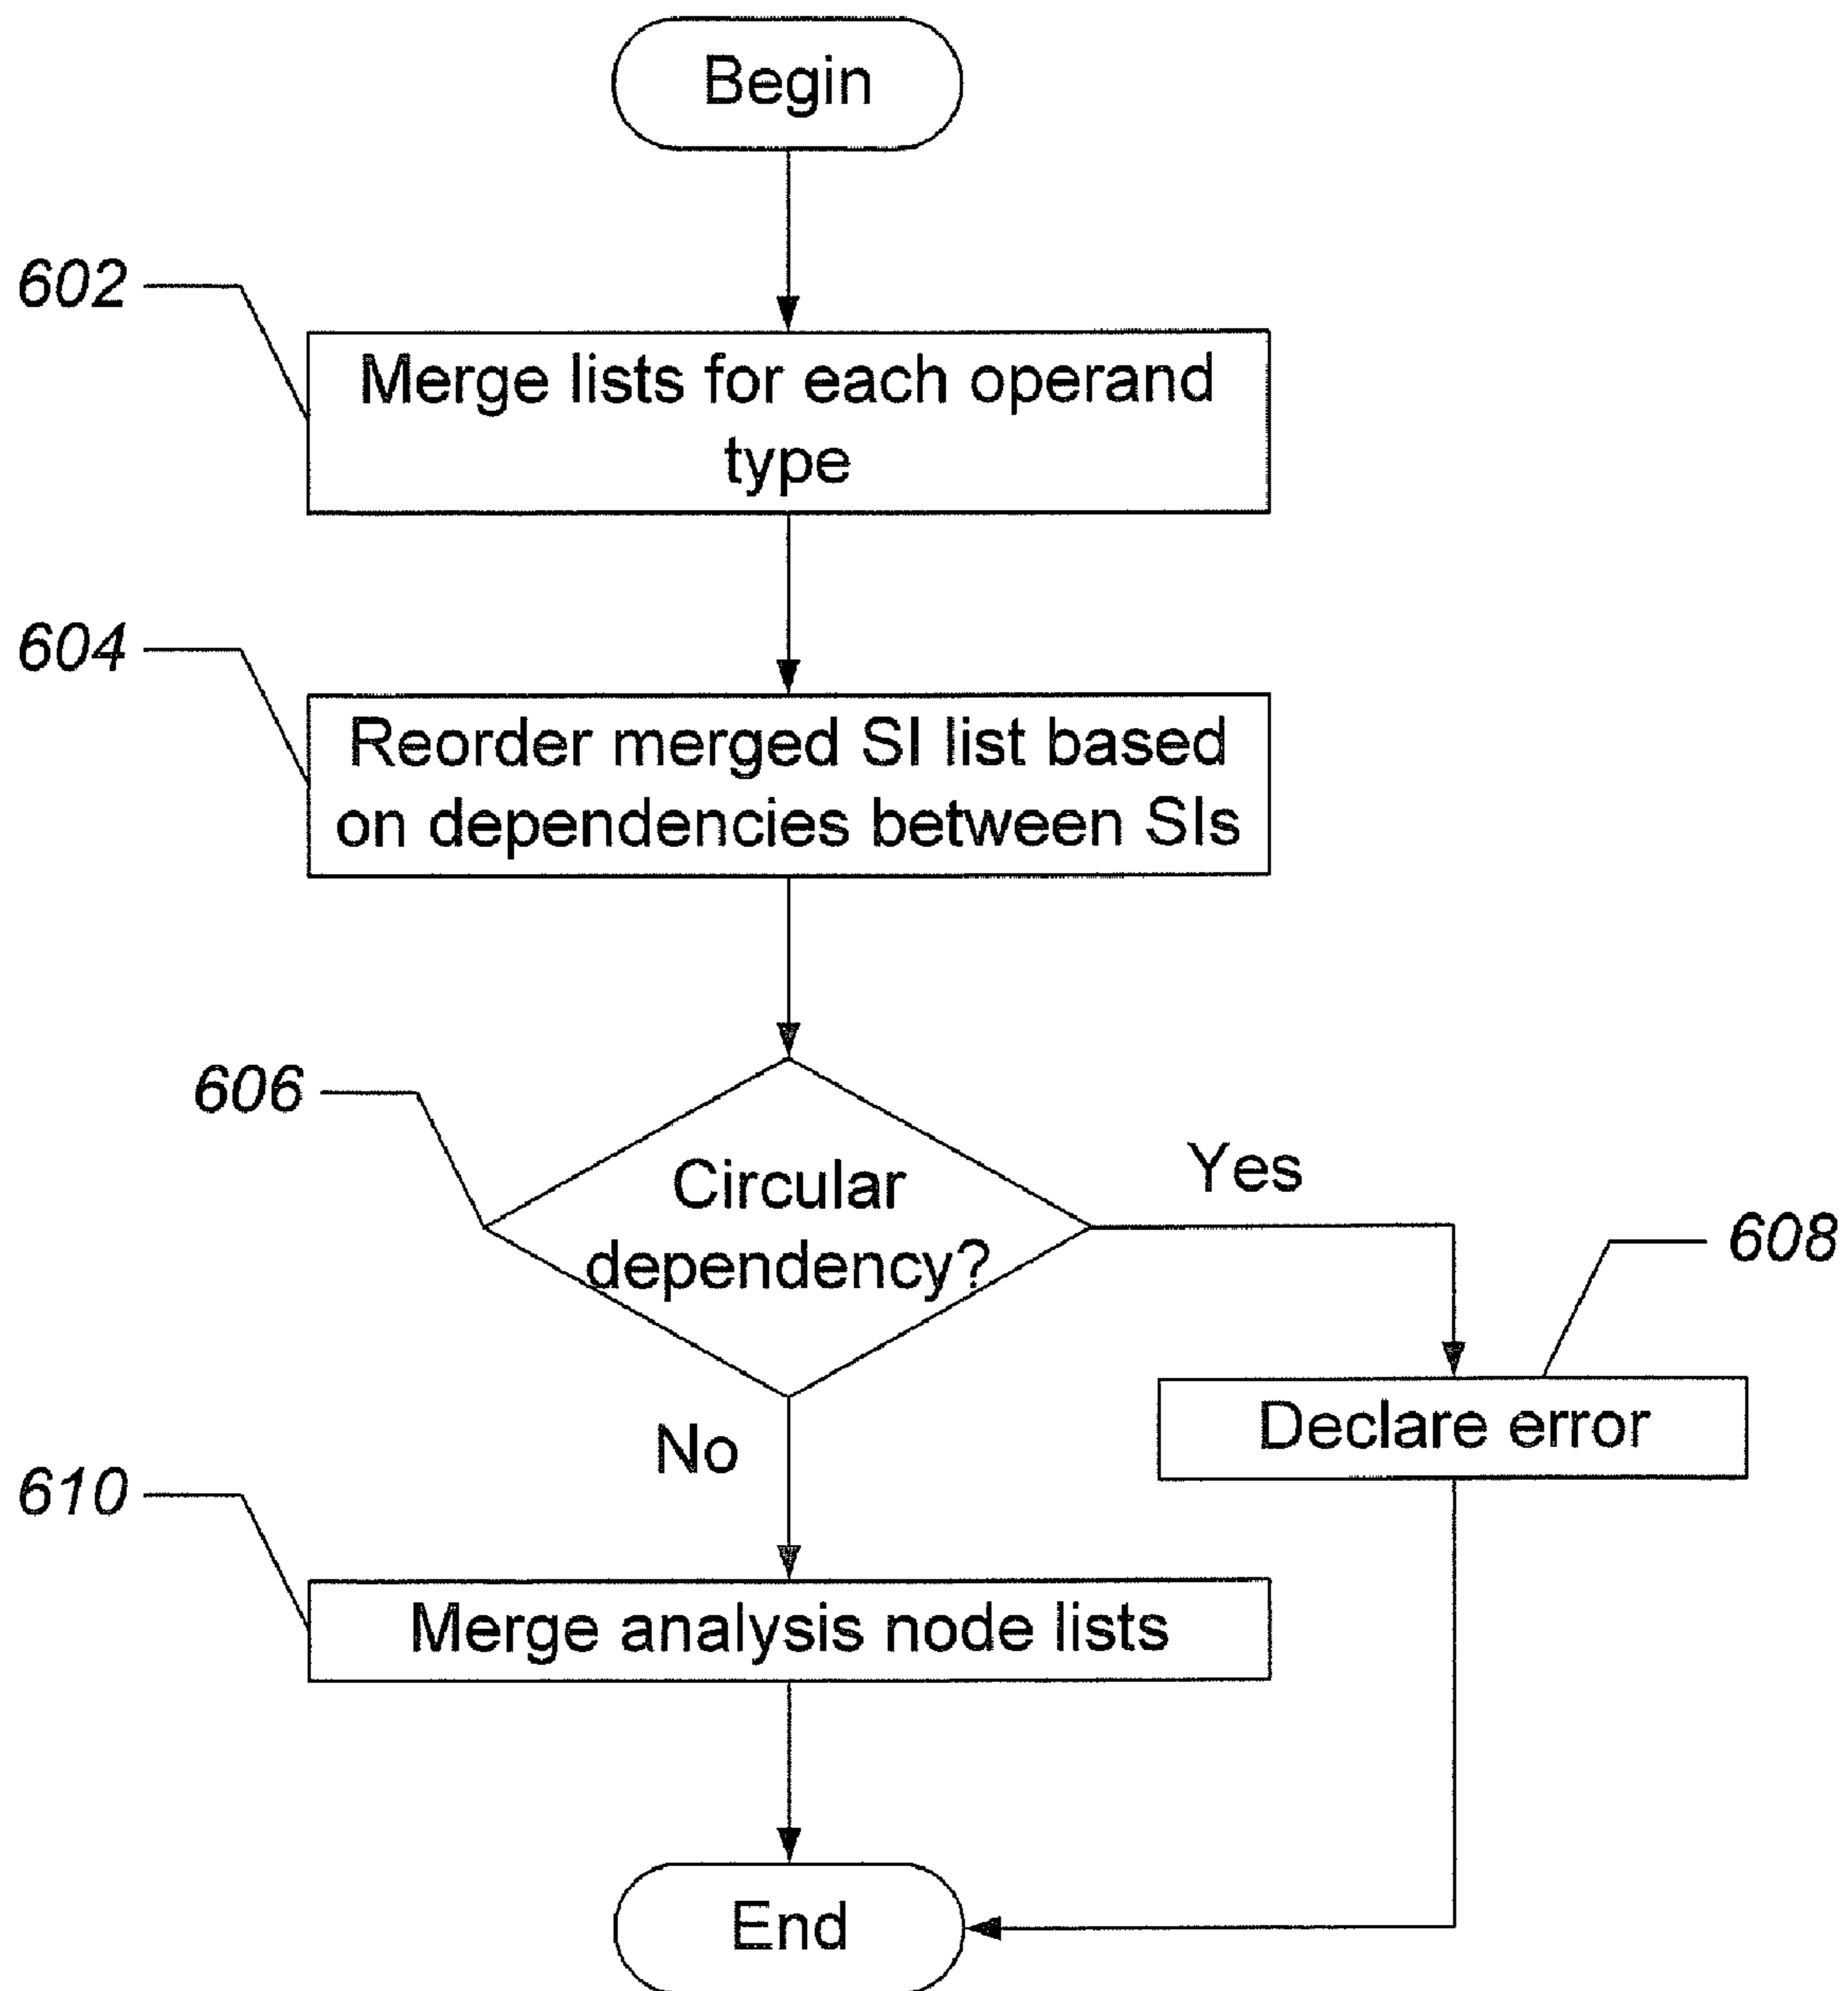 Begin
602
Merge lists for each operand
type
604
Reorder merged SI list based
on dependencies between SIs
606
Circular
dependency?
Yes
608
Declare error
No
610
Merge analysis node lists
End